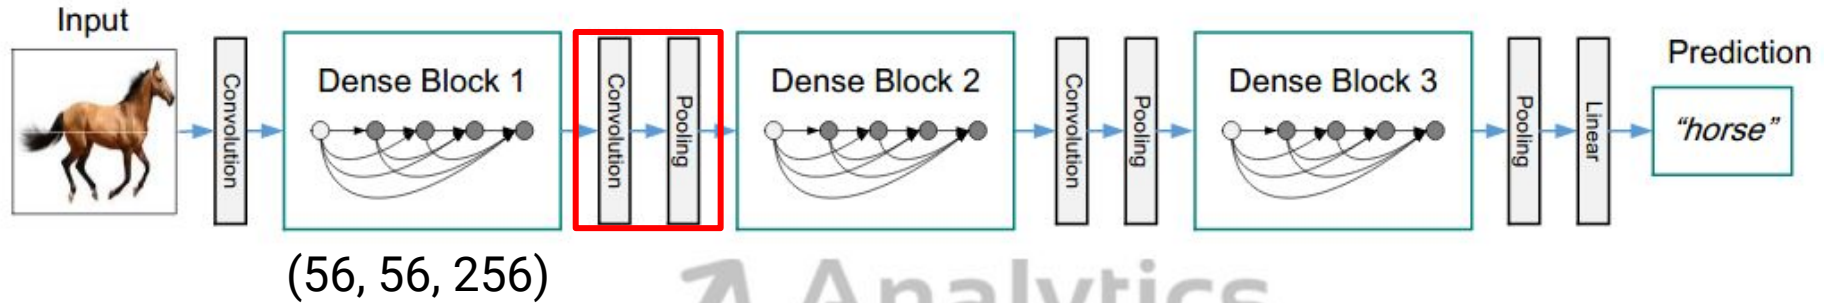 Input
Convolution
Dense Block 1
Convolution
Pooling
Dense Block 2
Convolution
Pooling
Dense Block 3
Pooling
Linear
Prediction
"horse"
(56, 56, 256)
Analytics